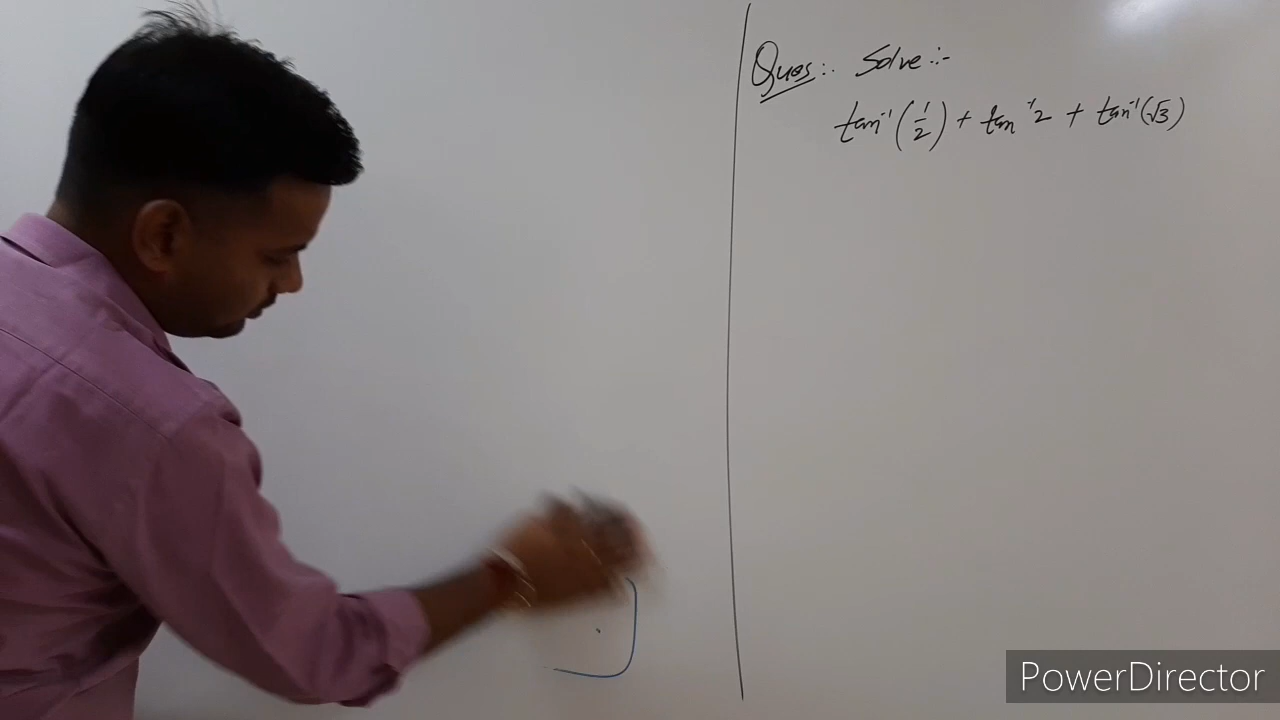 Ques:. Solve:-
tan⁻¹(1/2) + tan⁻¹2 + tan⁻¹(√3)
PowerDirector